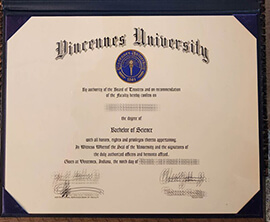 Vincennes University
By authority of the Board of Trustees and on recommendation
of the faculty hereby confers on
the degree of
Bachelor of Science
with all honors, rights and privileges thereto appertaining.
In Witness Whereof the Seal of the University and the signatures
of the duly authorized officers are hereunto affixed.
Given at Vincennes, Indiana, the